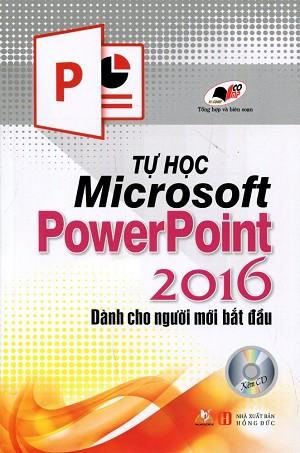 P
Tổng hợp và biên soạn
TỰ HỌC
Microsoft
PowerPoint
2016
Dành cho người mới bắt đầu
Kèm CD
NHÀ XUẤT BẢN
HỒNG ĐỨC